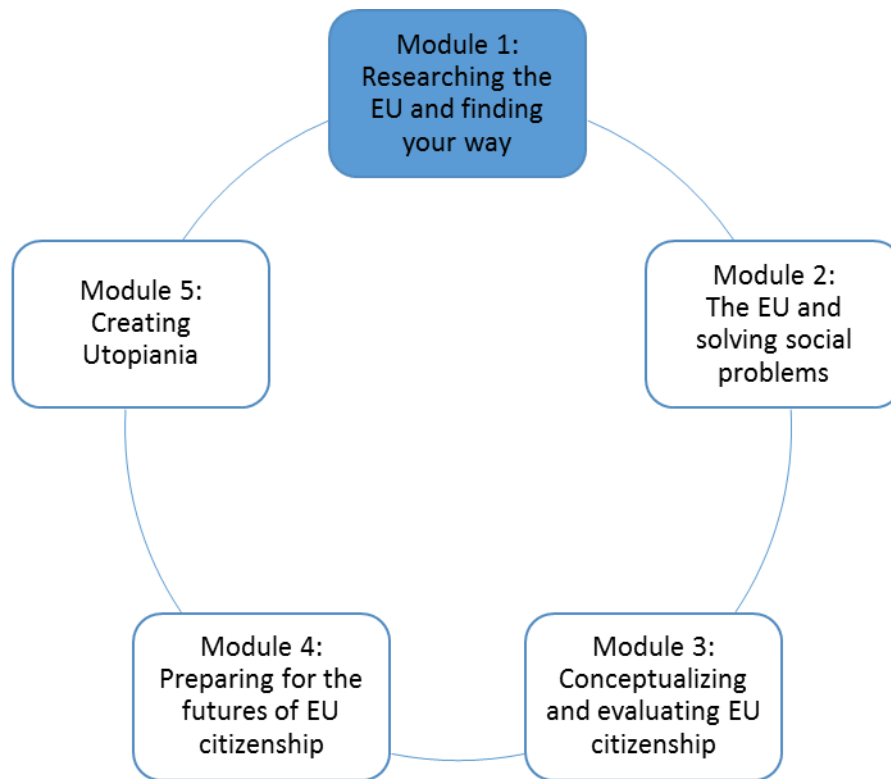 Module 1:
Researching the
EU and finding
your way
Module 2:
The EU and
solving social
problems
Module 3:
Conceptualizing
and evaluating EU
citizenship
Module 4:
Preparing for the
futures of EU
citizenship
Module 5:
Creating
Utopiania